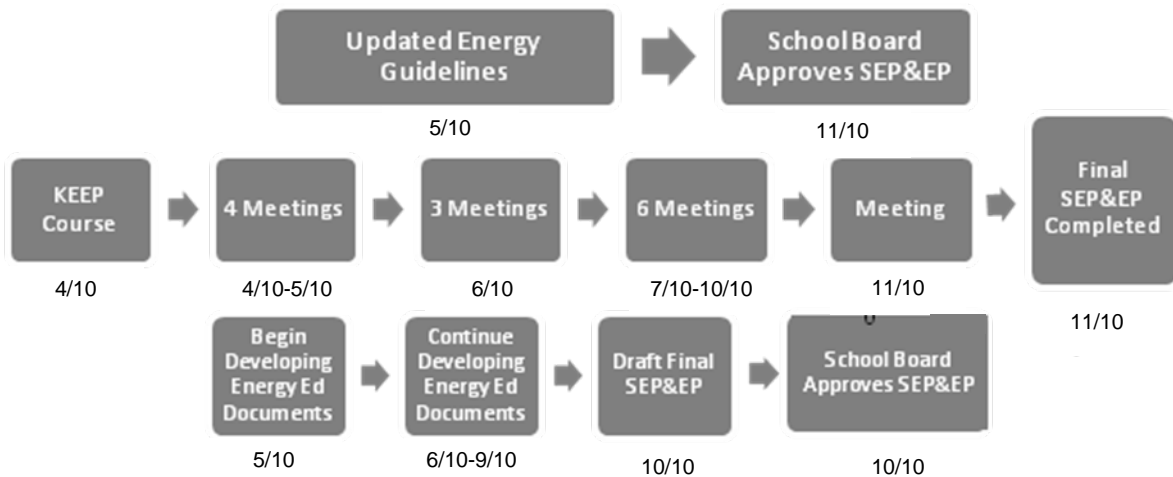 Updated Energy
Guidelines
School Board
Approves SEP&EP
5/10
11/10
KEEP
Course
4 Meetings
3 Meetings
6 Meetings
Meeting
Final
SEP&EP
Completed
4/10
4/10-5/10
6/10
7/10-10/10
11/10
11/10
Begin
Developing
Energy Ed
Documents
Continue
Developing
Energy Ed
Documents
Draft Final
SEP&EP
School Board
Approves SEP&EP
5/10
6/10-9/10
10/10
10/10